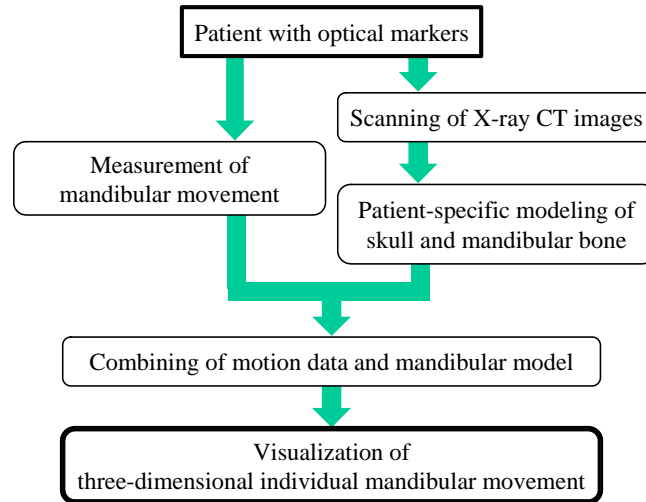 Patient with optical markers
Scanning of X-ray CT images
Measurement of
mandibular movement
Patient-specific modeling of
skull and mandibular bone
Combining of motion data and mandibular model
Visualization of
three-dimensional individual mandibular movement